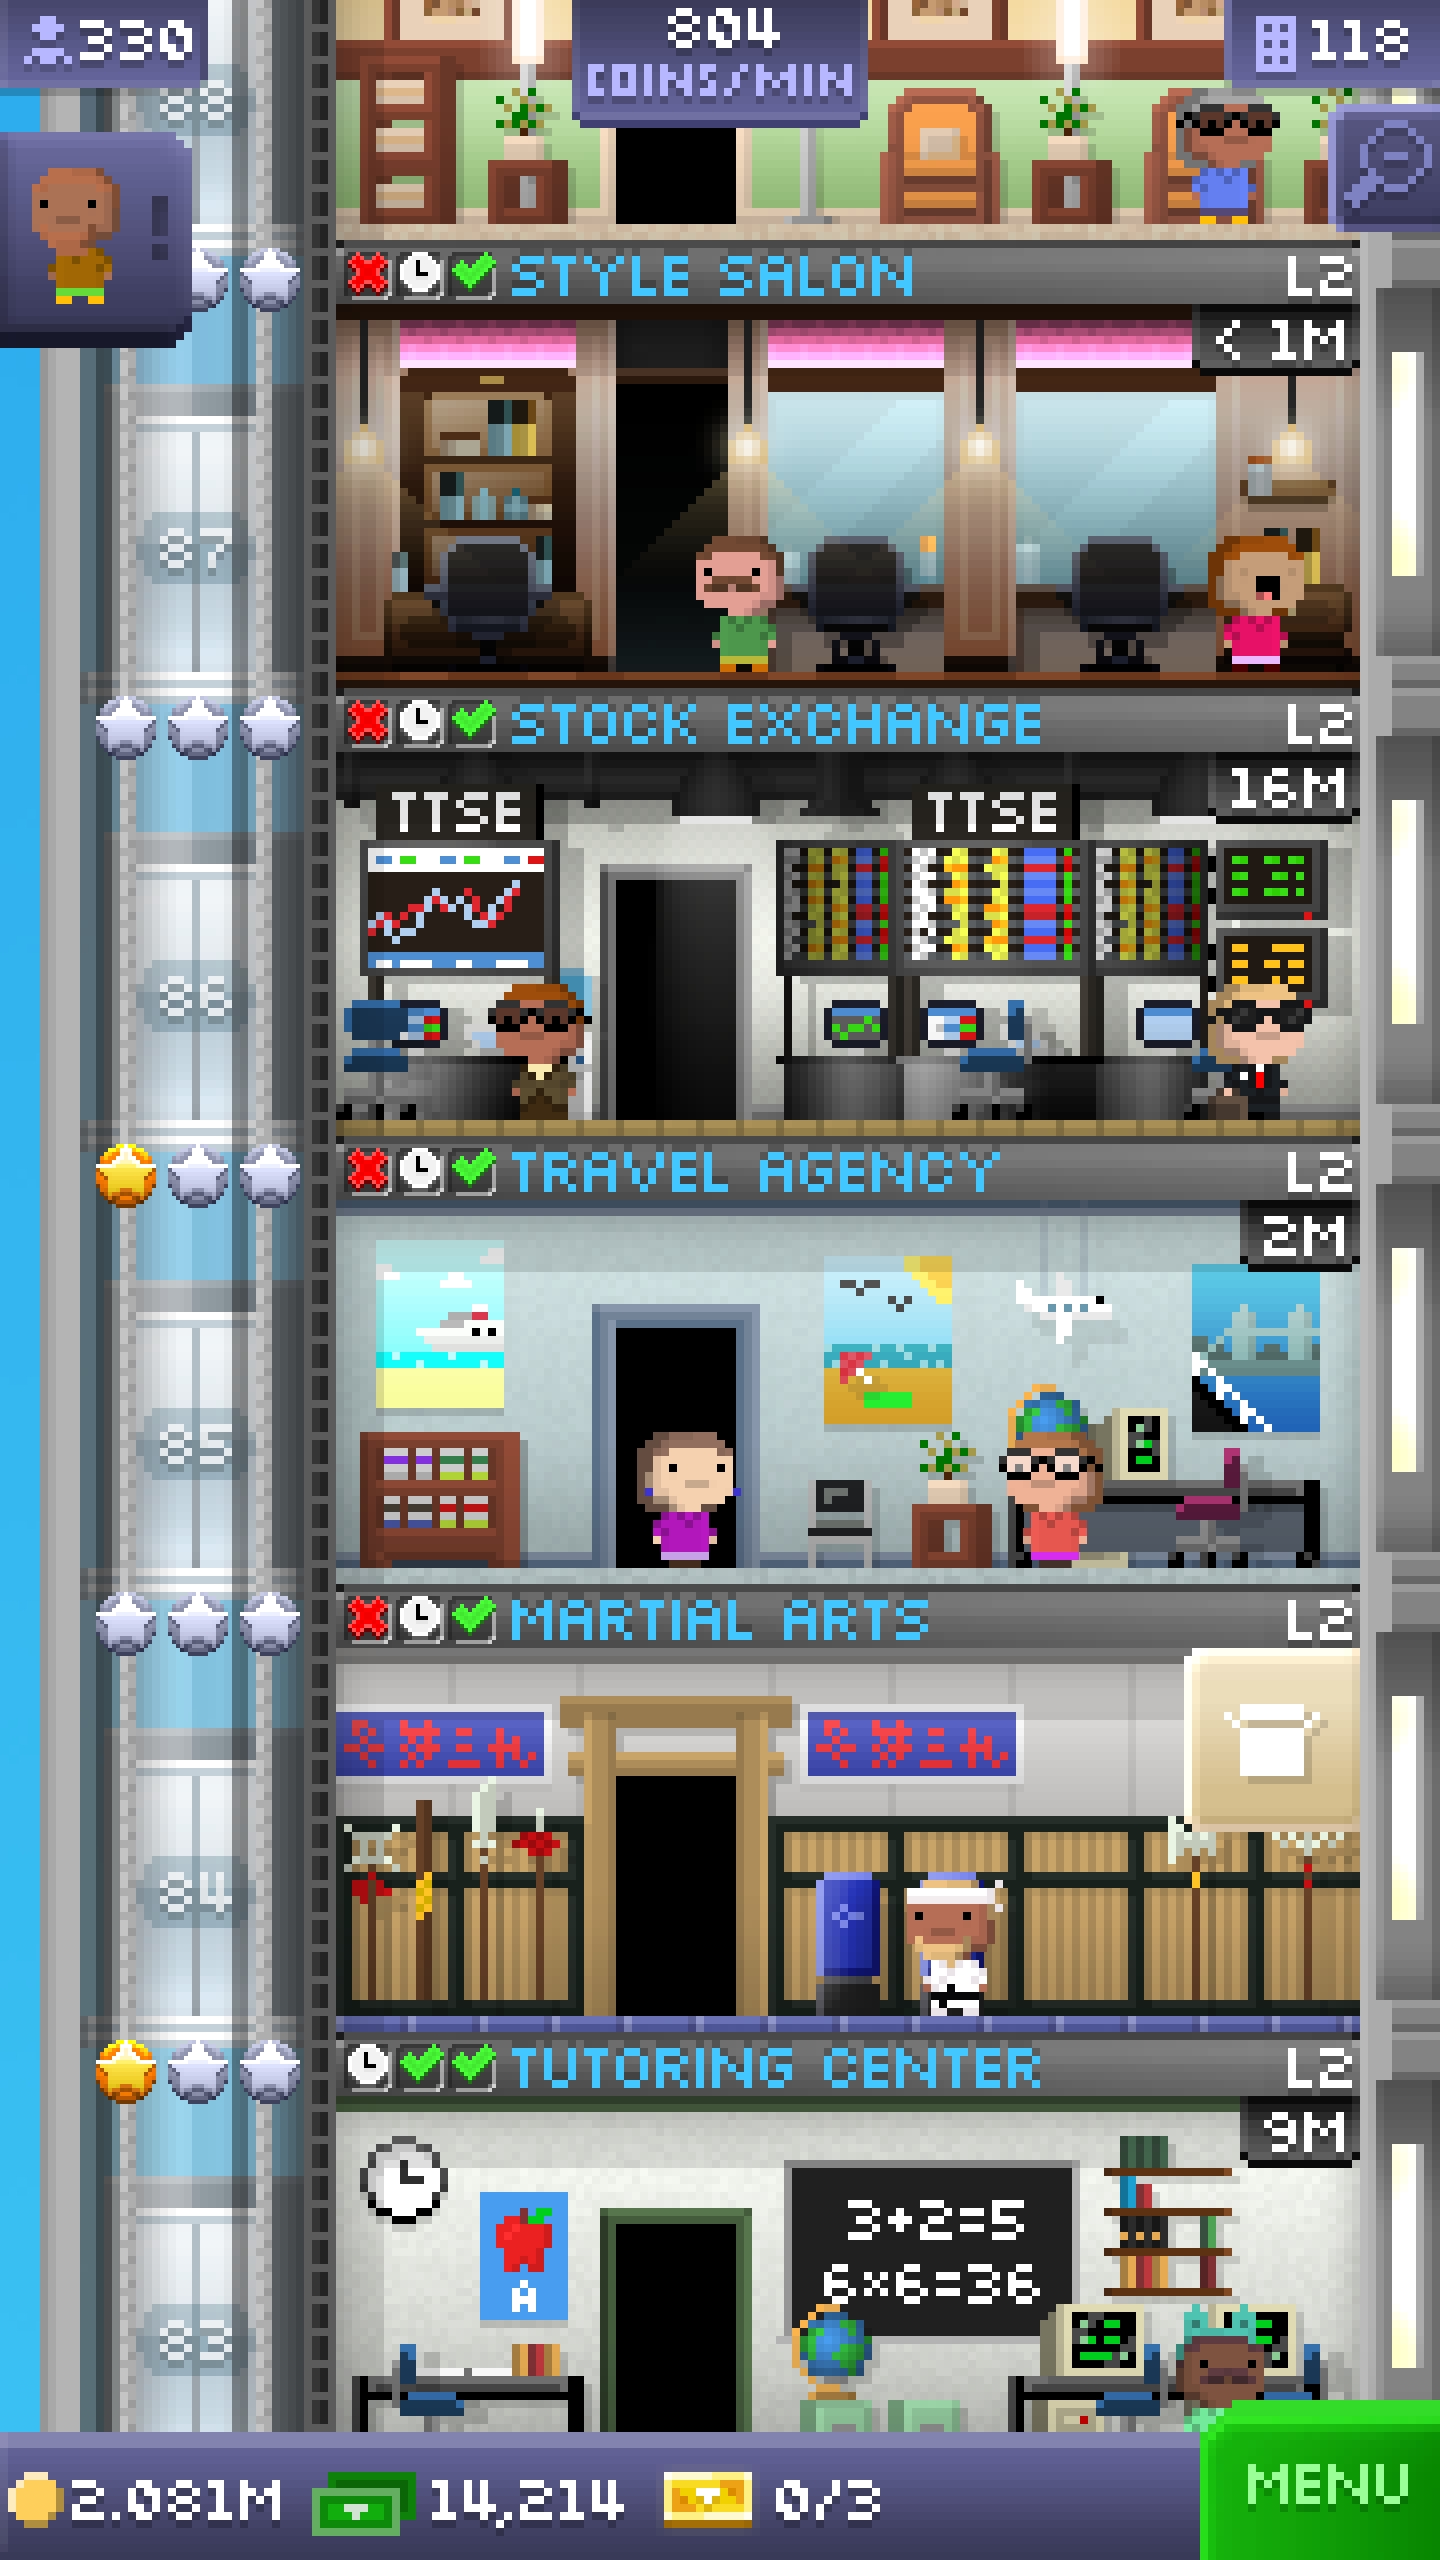 330
804
COINS/MIN
118
88
STYLE SALON
L2
< 1M
87
STOCK EXCHANGE
L2
16M
TTSE
TTSE
86
TRAVEL AGENCY
L2
2M
85
MARTIAL ARTS
L2
84
TUTORING CENTER
L2
9M
3+2=5
6×6=36
A
83
2.081M
14,214
0/3
MENU